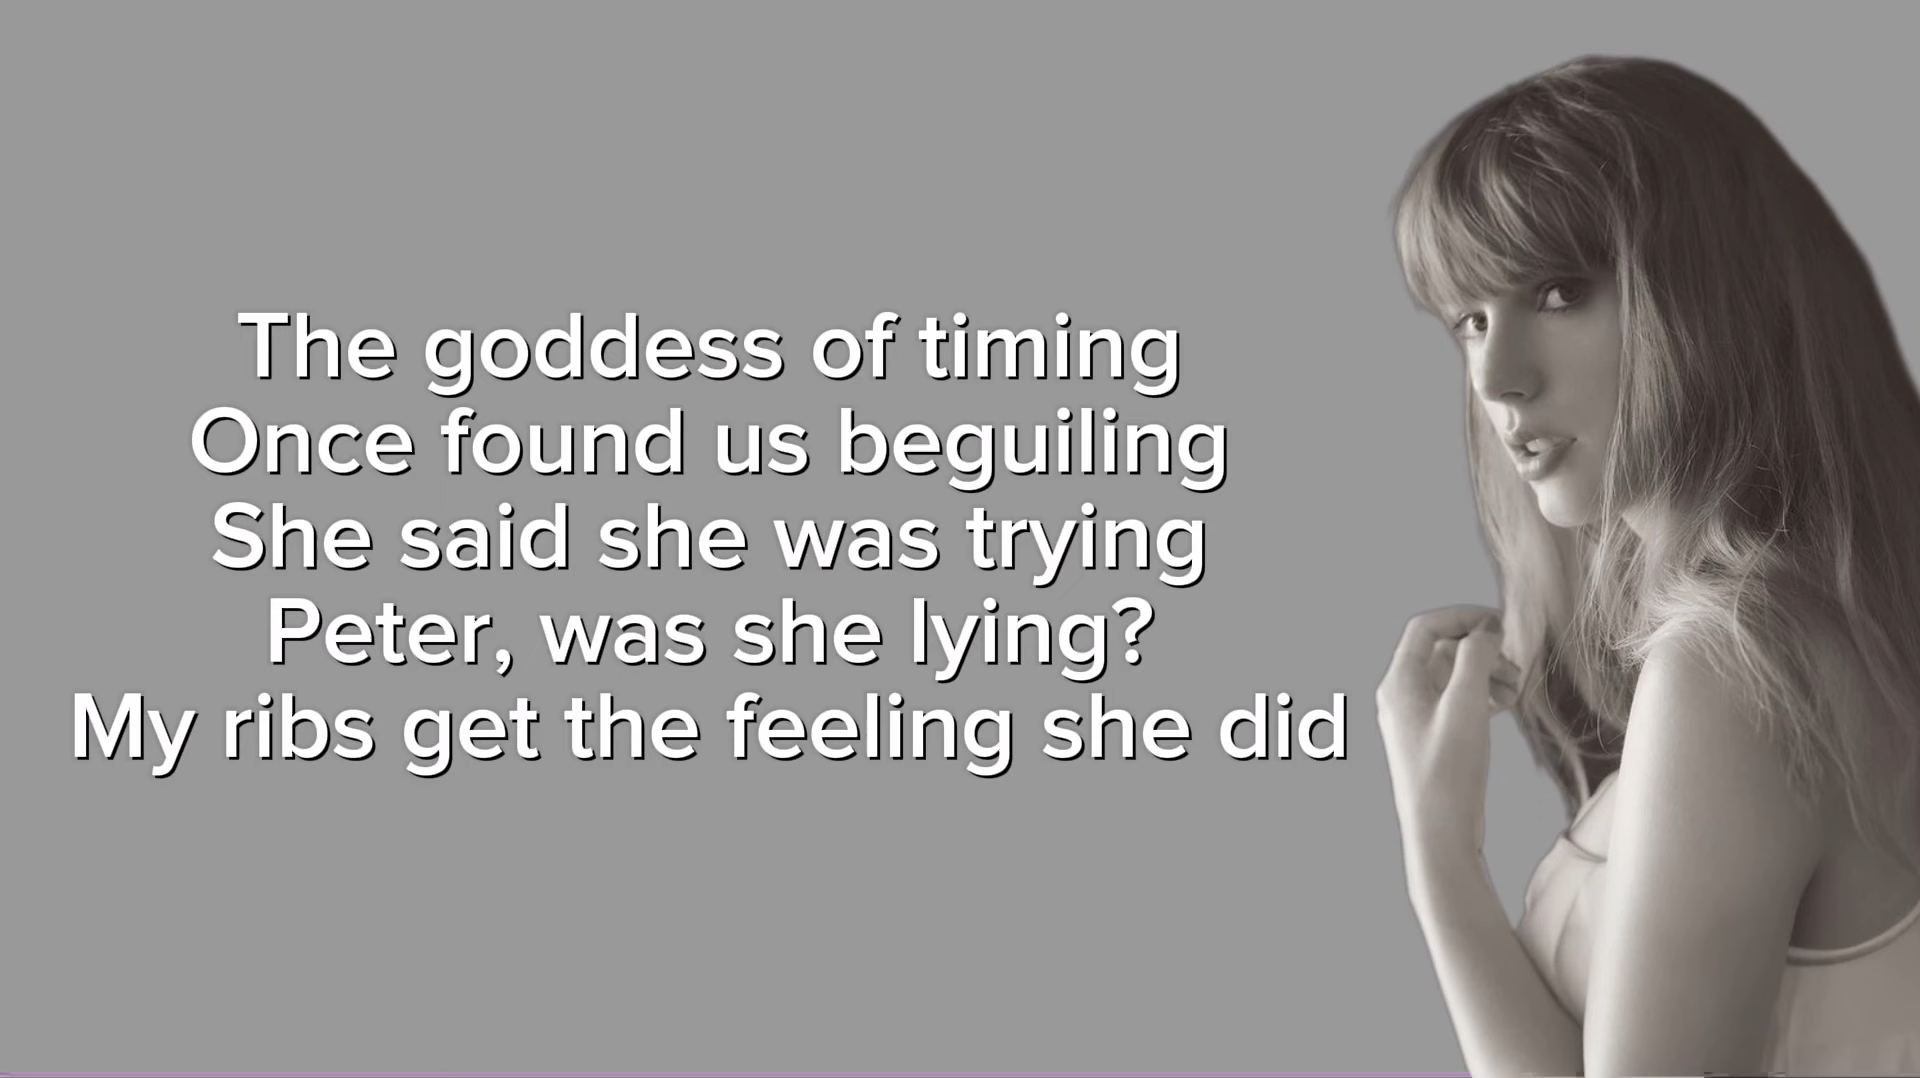 The goddess of timing
Once found us beguiling
She said she was trying
Peter, was she lying?
My ribs get the feeling she did